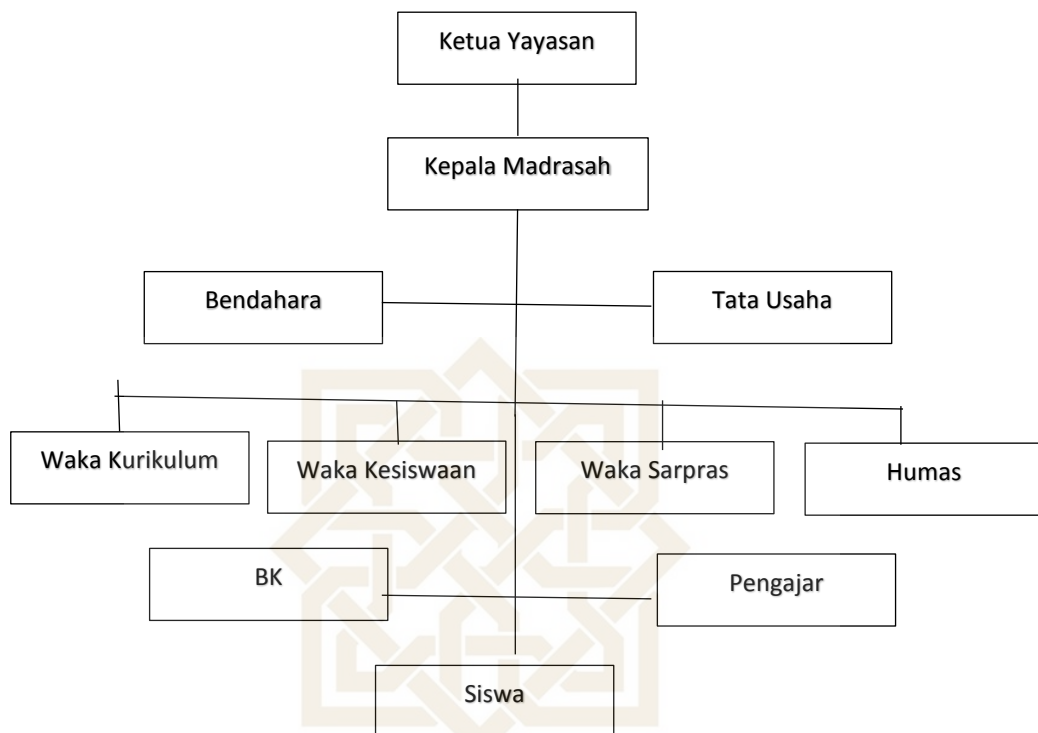 Ketua Yayasan
Kepala Madrasah
Bendahara
Tata Usaha
Waka Kurikulum
Waka Kesiswaan
Waka Sarpras
Humas
BK
Pengajar
Siswa